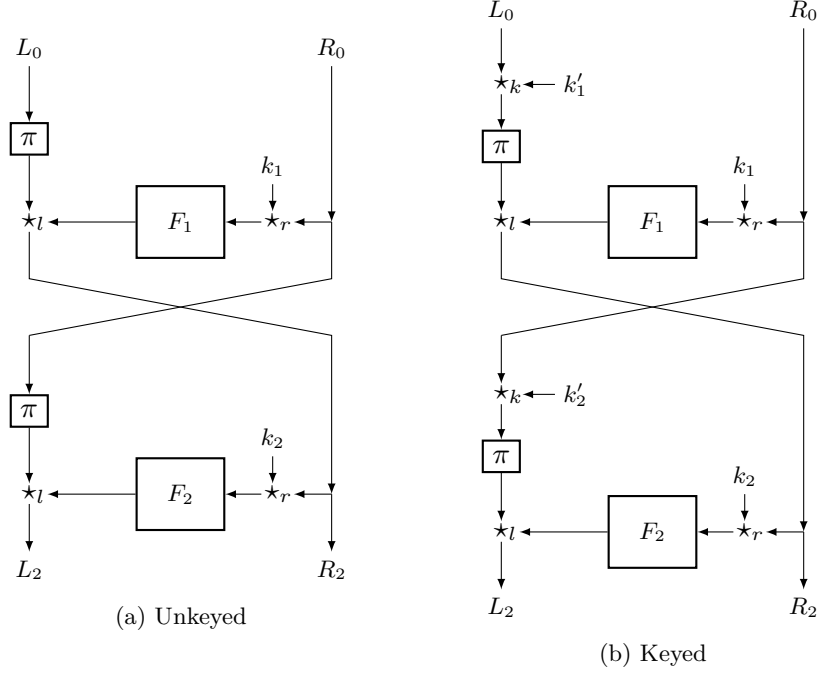 L₀ R₀
π
k₁
⋆ₗ F₁ ⋆ᵣ
π
k₂
⋆ₗ F₂ ⋆ᵣ
L₂ R₂
(a) Unkeyed
L₀ R₀
⋆ₖ k′₁
π
k₁
⋆ₗ F₁ ⋆ᵣ
⋆ₖ k′₂
π
k₂
⋆ₗ F₂ ⋆ᵣ
L₂ R₂
(b) Keyed